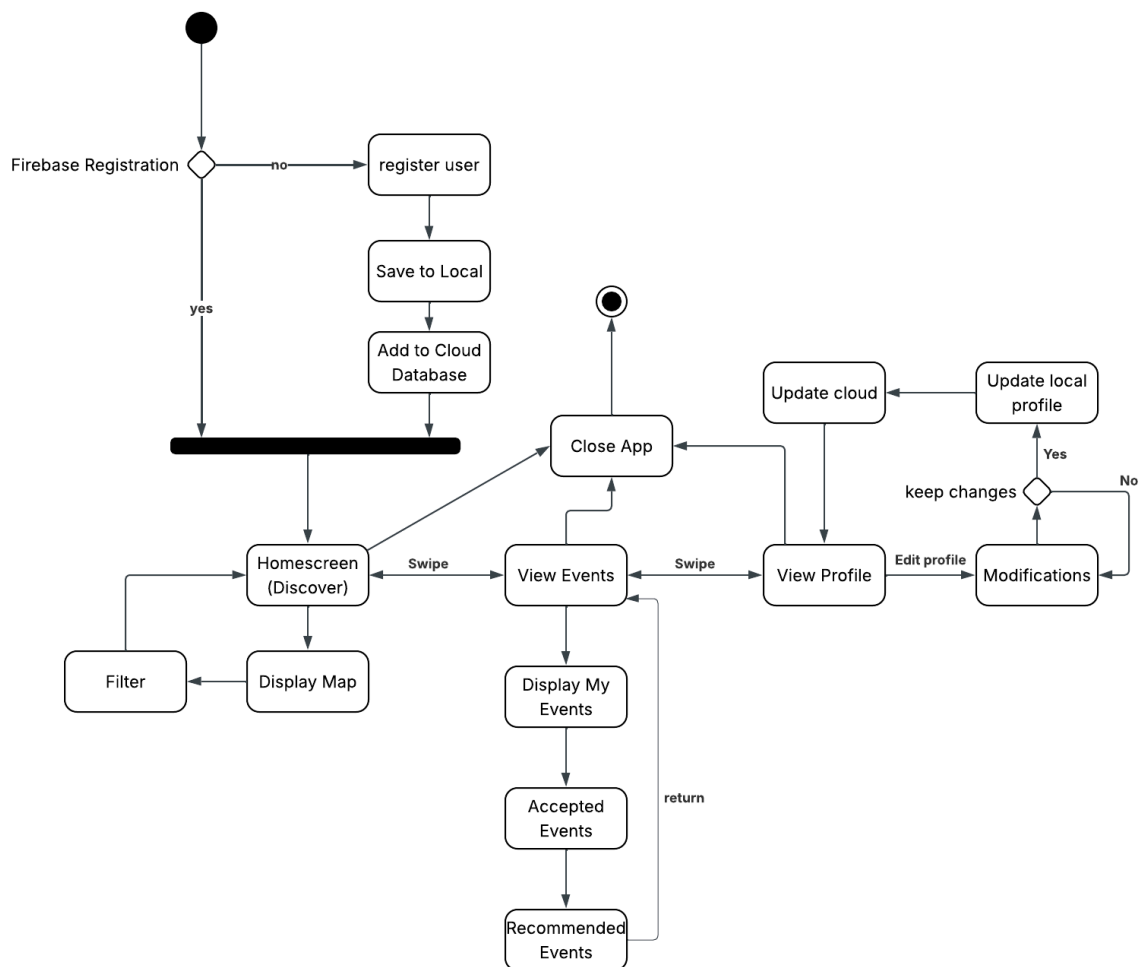 Firebase Registration
no
register user
Save to Local
yes
Add to Cloud
Database
Close App
Update cloud
Update local
profile
Yes
keep changes
No
Homescreen
(Discover)
Swipe
View Events
Swipe
View Profile
Edit profile
Modifications
Filter
Display Map
Display My
Events
Accepted
Events
return
Recommended
Events